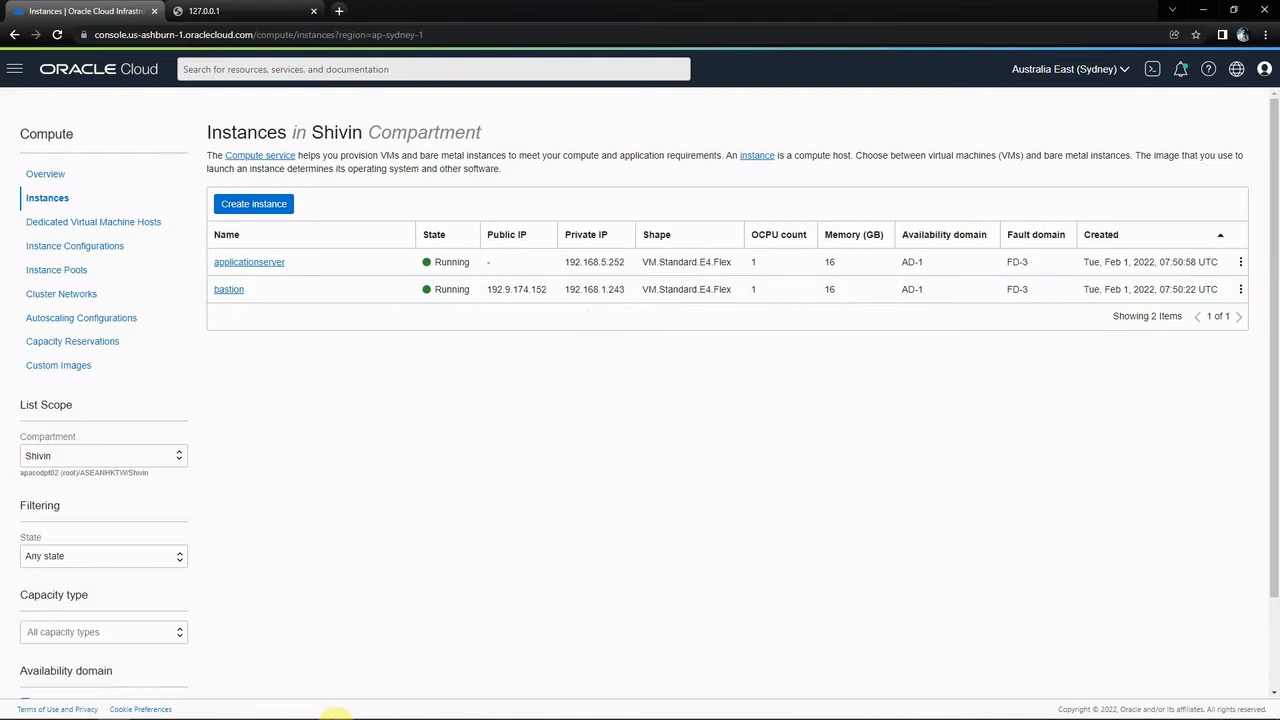 Instances | Oracle Cloud Infrastr
127.0.0.1
console.us-ashburn-1.oraclecloud.com/compute/instances?region=ap-sydney-1
ORACLE Cloud
Search for resources, services, and documentation
Australia East (Sydney)
Compute
Overview
Instances
Dedicated Virtual Machine Hosts
Instance Configurations
Instance Pools
Cluster Networks
Autoscaling Configurations
Capacity Reservations
Custom Images
List Scope
Compartment
Shivin
apacodpt02 (root)/ASEANHKTW/Shivin
Filtering
State
Any state
Capacity type
All capacity types
Availability domain
Instances in Shivin Compartment
The Compute service helps you provision VMs and bare metal instances to meet your compute and application requirements. An instance is a compute host. Choose between virtual machines (VMs) and bare metal instances. The image that you use to
launch an instance determines its operating system and other software.
Create instance
Name State Public IP Private IP Shape OCPU count Memory (GB) Availability domain Fault domain Created
applicationserver Running - 192.168.5.252 VM.Standard.E4.Flex 1 16 AD-1 FD-3 Tue, Feb 1, 2022, 07:50:58 UTC
bastion Running 192.9.174.152 192.168.1.243 VM.Standard.E4.Flex 1 16 AD-1 FD-3 Tue, Feb 1, 2022, 07:50:22 UTC
Showing 2 Items 1 of 1
Terms of Use and Privacy Cookie Preferences
Copyright © 2022, Oracle and/or its affiliates. All rights reserved.